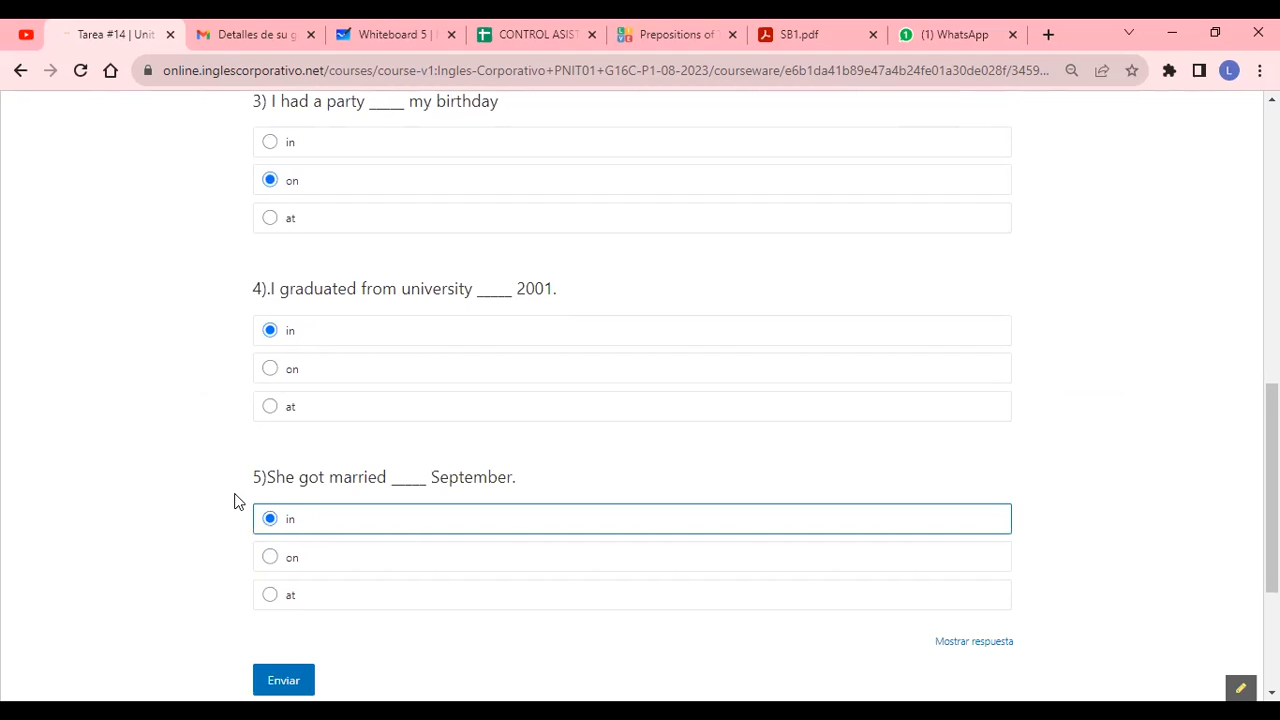 Tarea #14 | Unit
Detalles de su g
Whiteboard 5 |
CONTROL ASIST
Prepositions of T
SB1.pdf
(1) WhatsApp
online.inglescorporativo.net/courses/course-v1:Ingles-Corporativo+PNIT01+G16C-P1-08-2023/courseware/e6b1da41b89e47a4b24fe01a30de028f/3459...
L
3) I had a party _____ my birthday
in
on
at
4).I graduated from university _____ 2001.
in
on
at
5)She got married _____ September.
in
on
at
Mostrar respuesta
Enviar